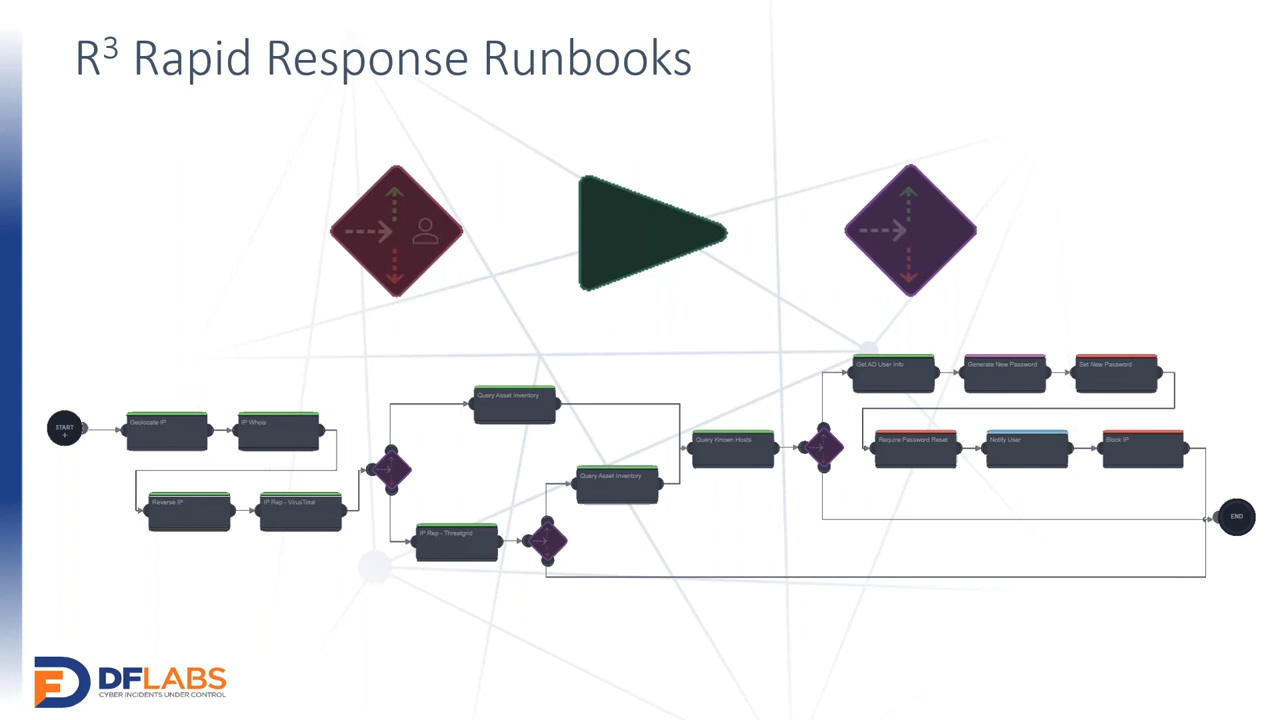 R³ Rapid Response Runbooks
START
+
Geolocate IP
IP Whois
Reverse IP
IP Rep - VirusTotal
Query Asset Inventory
IP Rep - Threatgrid
Query Asset Inventory
Query Known Hosts
Get AD User Info
Generate New Password
Set New Password
Require Password Reset
Notify User
Block IP
END
DFLABS
CYBER INCIDENTS UNDER CONTROL